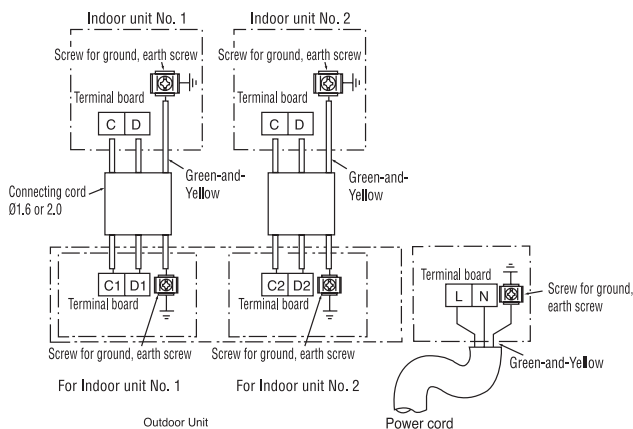 Indoor unit No. 1
Screw for ground, earth screw
Terminal board
C D
Green-and-
Yellow
Connecting cord
Ø1.6 or 2.0
C1 D1
Terminal board
Screw for ground, earth screw
For Indoor unit No. 1
Indoor unit No. 2
Screw for ground, earth screw
Terminal board
C D
Green-and-
Yellow
C2 D2
Terminal board
Screw for ground, earth screw
For Indoor unit No. 2
Outdoor Unit
Terminal board
L N
Screw for ground,
earth screw
Green-and-Yellow
Power cord